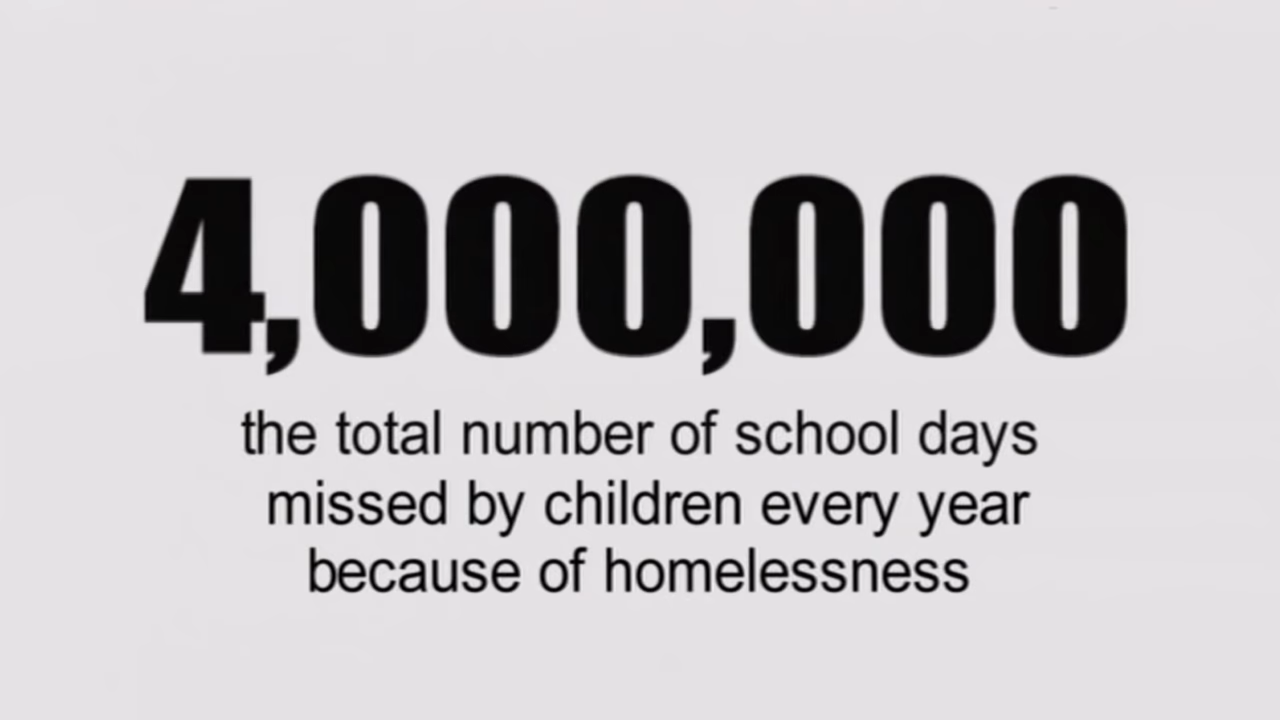 4,000,000
the total number of school days
missed by children every year
because of homelessness